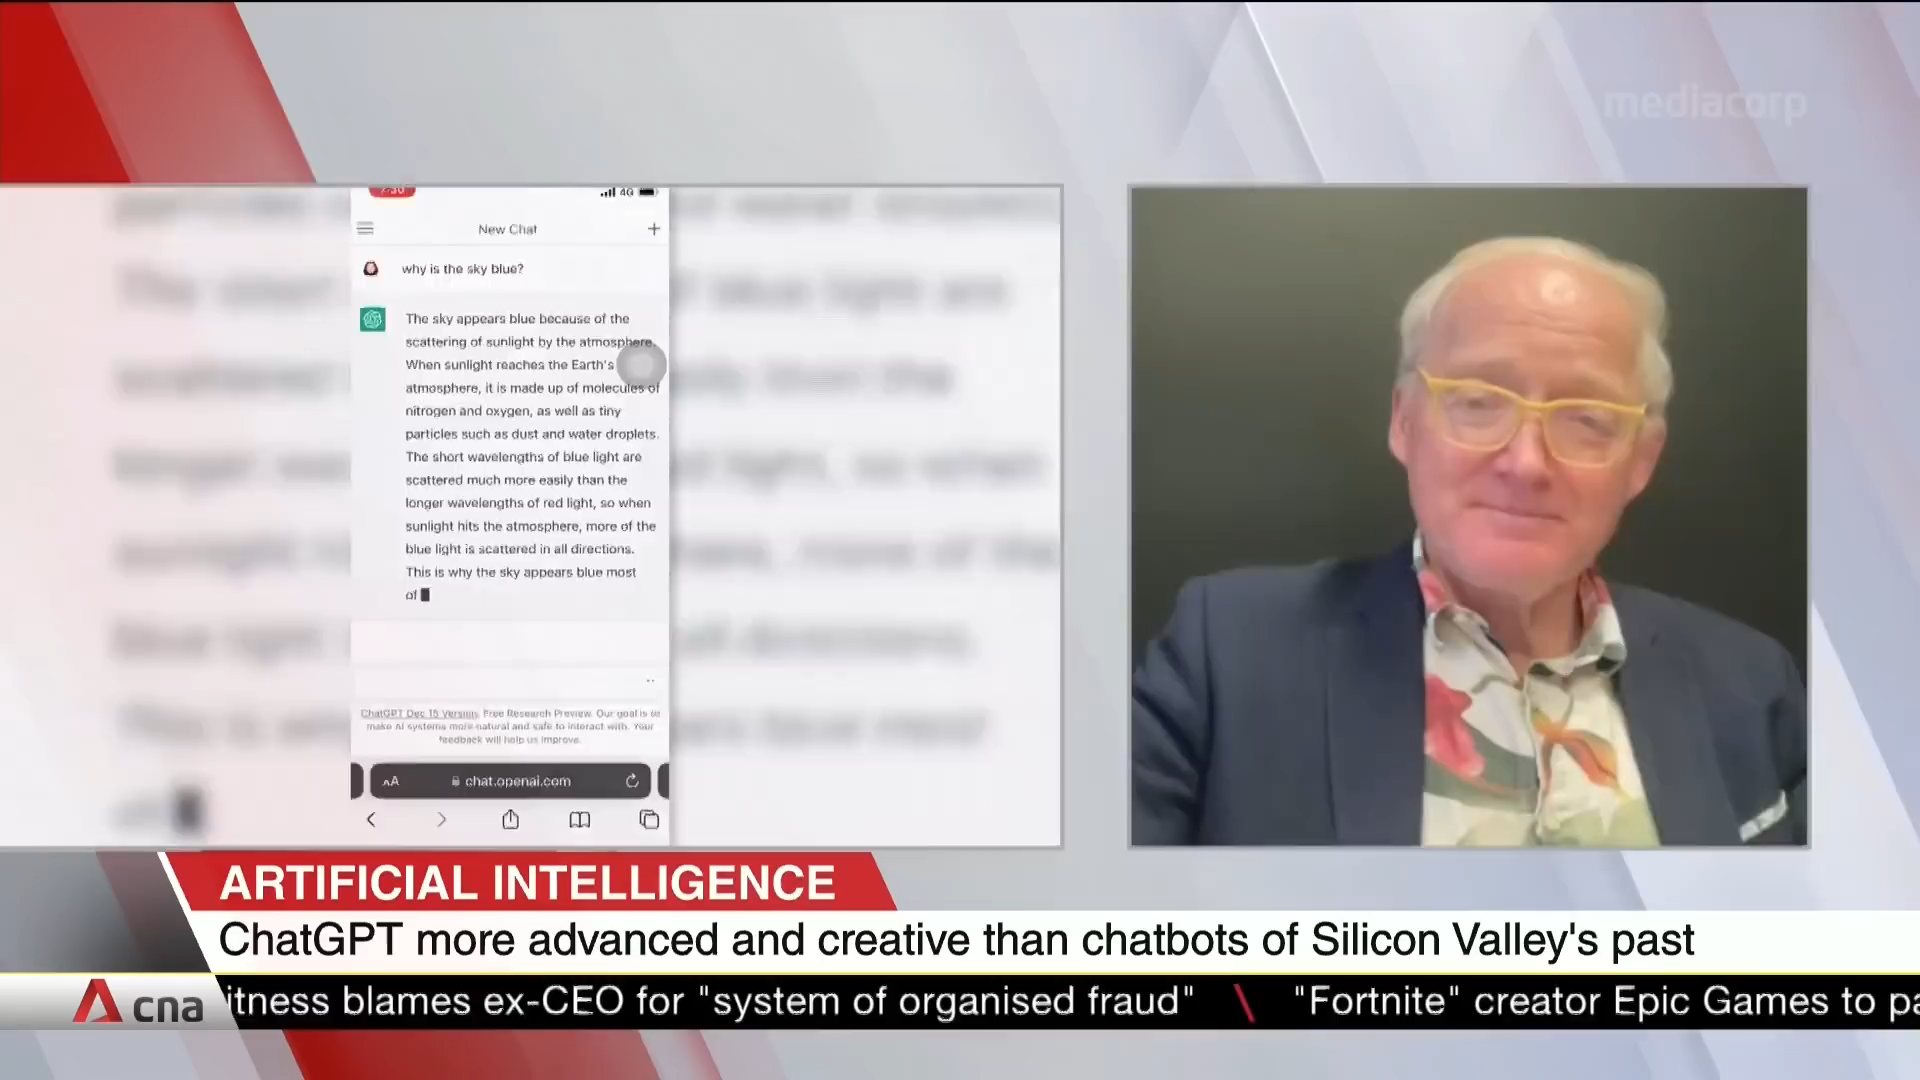 mediacorp
7:30
4G
New Chat
why is the sky blue?
The sky appears blue because of the
scattering of sunlight by the atmosphere.
When sunlight reaches the Earth's
atmosphere, it is made up of molecules of
nitrogen and oxygen, as well as tiny
particles such as dust and water droplets.
The short wavelengths of blue light are
scattered much more easily than the
longer wavelengths of red light, so when
sunlight hits the atmosphere, more of the
blue light is scattered in all directions.
This is why the sky appears blue most
of
ChatGPT Dec 15 Version. Free Research Preview. Our goal is to
make AI systems more natural and safe to interact with. Your
feedback will help us improve.
AA chat.openai.com
ARTIFICIAL INTELLIGENCE
ChatGPT more advanced and creative than chatbots of Silicon Valley's past
cna itness blames ex-CEO for "system of organised fraud" \ "Fortnite" creator Epic Games to pa